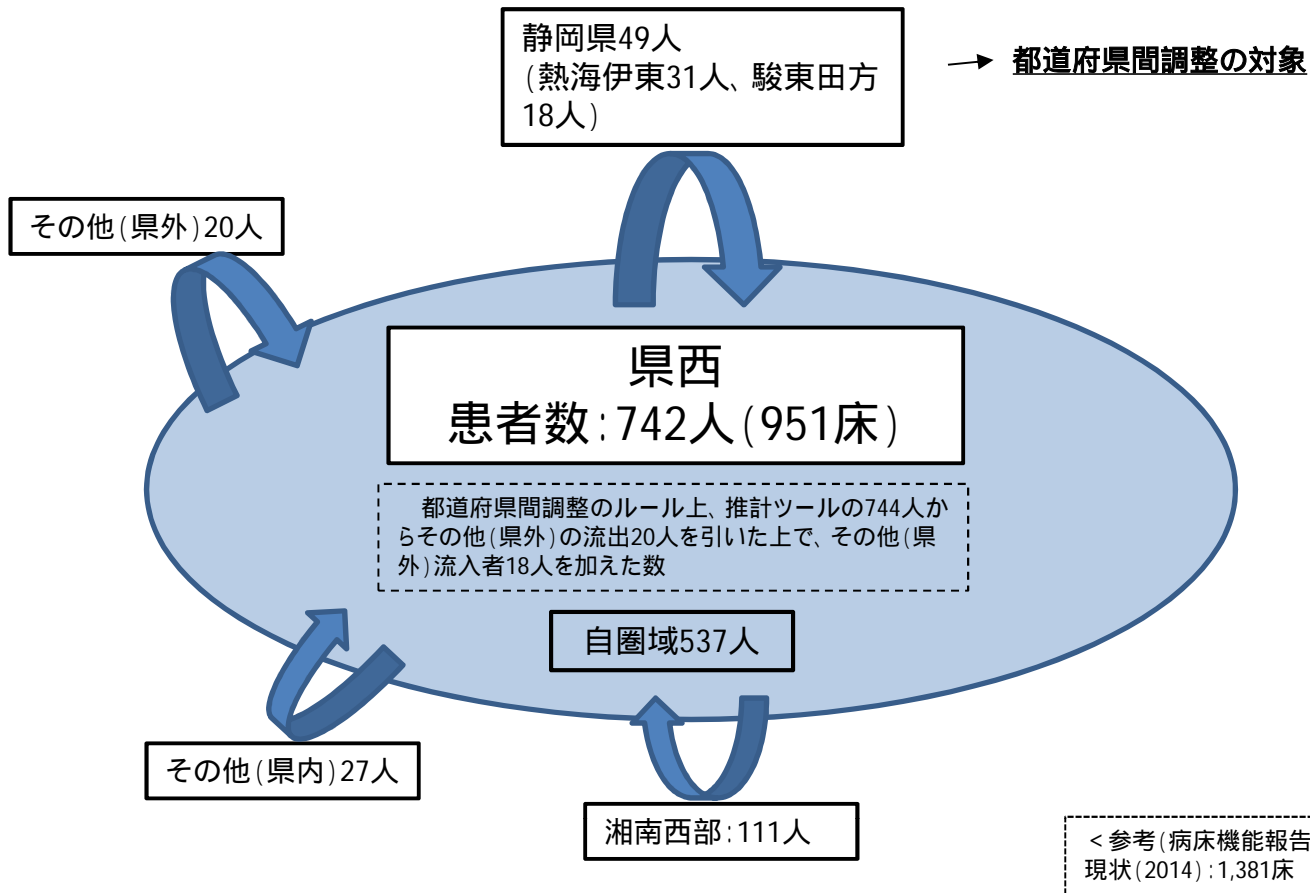 静岡県49人
(熱海伊東31人、駿東田方
18人)
都道府県間調整の対象
その他(県外)20人
県西
患者数:742人(951床)
都道府県間調整のルール上、推計ツールの744人か
らその他(県外)の流出20人を引いた上で、その他(県
外)流入者18人を加えた数
自圏域537人
その他(県内)27人
湘南西部:111人
<参考(病床機能報告
現状(2014):1,381床